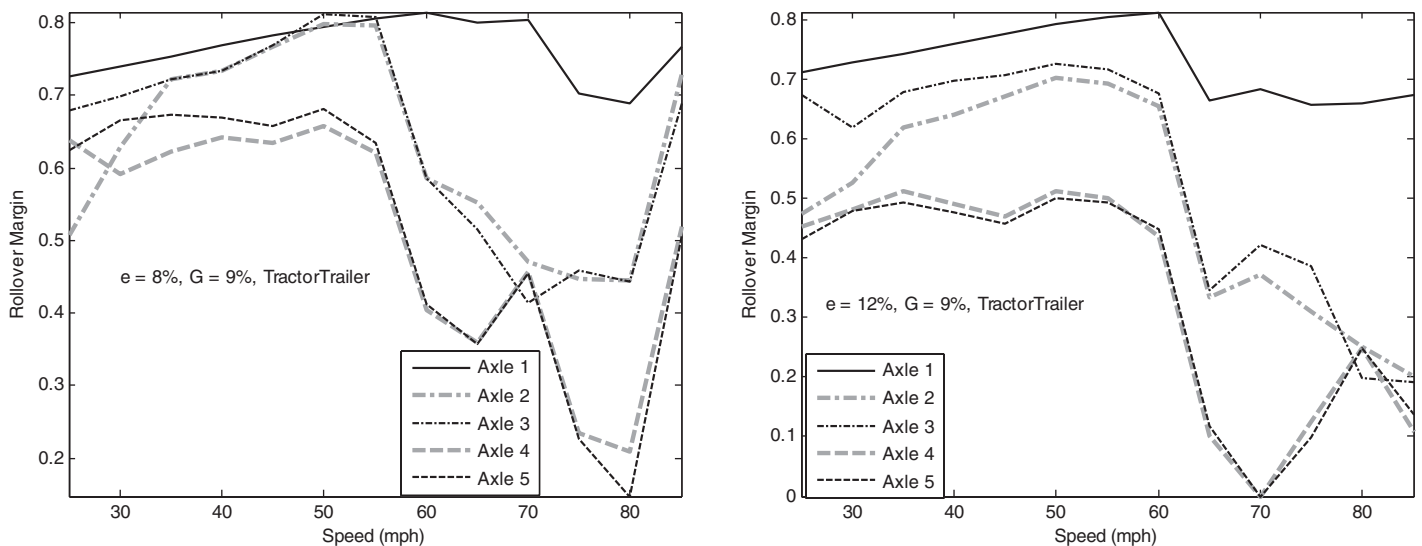 0.8
0.7
0.6
0.5
0.4
0.3
0.2
Rollover Margin
e = 8%, G = 9%, TractorTrailer
Axle 1
Axle 2
Axle 3
Axle 4
Axle 5
30 40 50 60 70 80
Speed (mph)
0.8
0.7
0.6
0.5
0.4
0.3
0.2
0.1
0
Rollover Margin
e = 12%, G = 9%, TractorTrailer
Axle 1
Axle 2
Axle 3
Axle 4
Axle 5
30 40 50 60 70 80
Speed (mph)